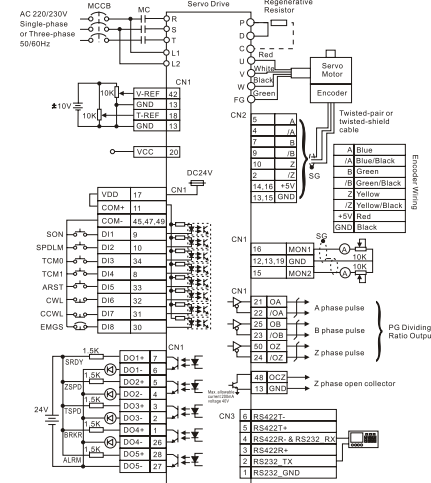 Servo Drive
Regenerative
Resistor
MCCB
MC
AC 220/230V
Single-phase
or Three-phase
50/60Hz
R
S
T
L1
L2
P
D
C
U
V
W
FG
Red
White
Black
Green
Servo
Motor
Encoder
CN1
10K
V-REF 42
GND 13
10K
T-REF 18
GND 13
±10V
VCC 20
DC24V
CN1
VDD 17
COM+ 11
COM- 45,47,49
SON DI1 9
SPDLM DI2 10
TCM0 DI3 34
TCM1 DI4 8
ARST DI5 33
CWL DI6 32
CCWL DI7 31
EMGS DI8 30
CN1
24V
1.5K
SRDY
DO1+ 7
DO1- 6
1.5K
ZSPD
DO2+ 5
DO2- 4
1.5K
TSPD
DO3+ 3
DO3- 2
1.5K
BRKR
DO4+ 1
DO4- 26
1.5K
ALRM
DO5+ 28
DO5- 27
Max. allowable
current 200mA
voltage 40V
CN2
5 A
4 /A
7 B
9 /B
10 Z
2 /Z
14,16 +5V
13,15 GND
Twisted-pair or
twisted-shield
cable
SG
A Blue
/A Blue/Black
B Green
/B Green/Black
Z Yellow
/Z Yellow/Black
+5V Red
GND Black
Encoder Wiring
CN1
SG
16 MON1
12,13,19 GND
15 MON2
A
10K
10K
A
CN1
21 OA
22 /OA
A phase pulse
25 OB
23 /OB
B phase pulse
50 OZ
24 /OZ
Z phase pulse
PG Dividing
Ratio Outpu
48 OCZ
13 GND
Z phase open collector
CN3
6 RS422T-
5 RS422T+
4 RS422R- & RS232_RX
3 RS422R+
2 RS232_TX
1 RS232_GND